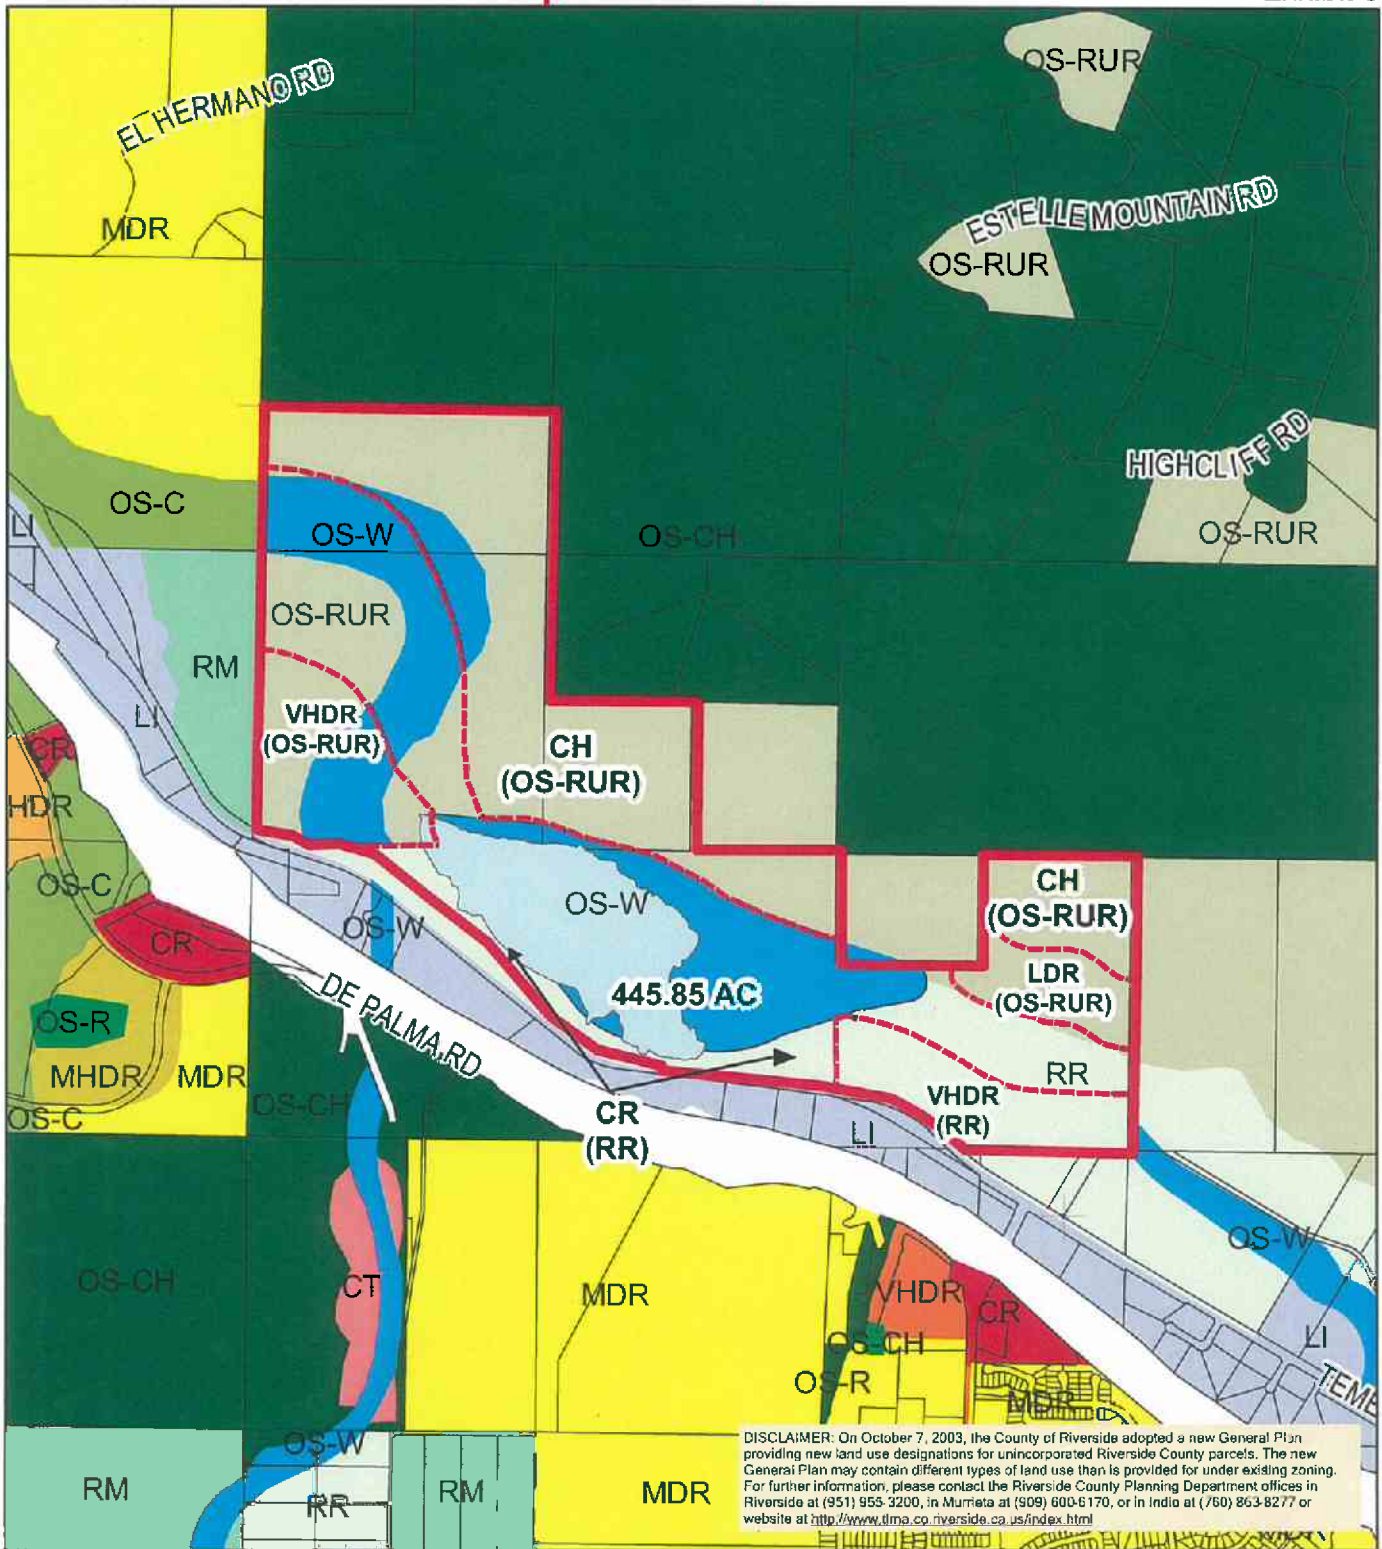 OS-RUR
EL HERMANO RD
ESTELLE MOUNTAIN RD
MDR
OS-RUR
HIGHCLIFF RD
OS-C
LI
OS-W
OS-CH
OS-RUR
OS-RUR
RM
LI
VHDR
(OS-RUR)
CH
(OS-RUR)
CR
HDR
OS-C
CR
OS-W
OS-W
CH
(OS-RUR)
LDR
(OS-RUR)
445.85 AC
DE PALMA RD
OS-R
MHDR
MDR
OS-C
OS-CH
RR
VHDR
(RR)
CR
(RR)
LI
OS-W
OS-CH
CT
MDR
VHDR
CR
OS-CH
LI
OS-R
MDR
OS-W
RM
RR
RM
MDR
DISCLAIMER: On October 7, 2003, the County of Riverside adopted a new General Plan
providing new land use designations for unincorporated Riverside County parcels. The new
General Plan may contain different types of land use than is provided for under existing zoning.
For further information, please contact the Riverside County Planning Department offices in
Riverside at (951) 955-3200, in Murrieta at (909) 600-6170, or in Indio at (760) 863-8277 or
website at http://www.tlma.co.riverside.ca.us/index.html